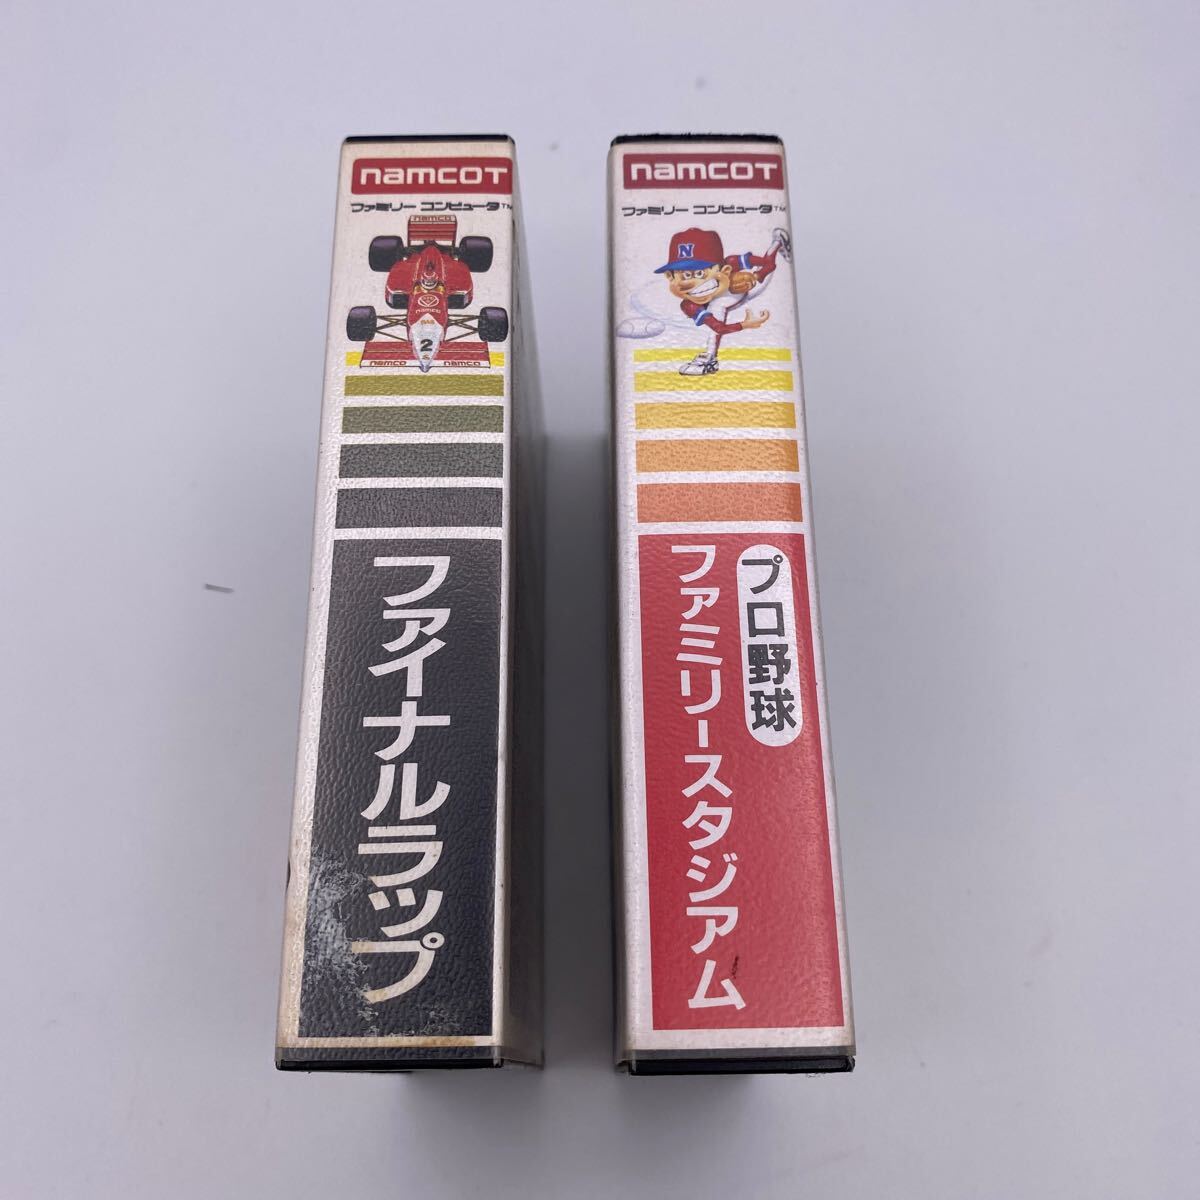 namcoT
ファミリー コンピュータ™
namco
namco
2
namco
namco
ファイナルラップ
namcoT
ファミリー コンピュータ™
N
プロ野球
ファミリースタジアム